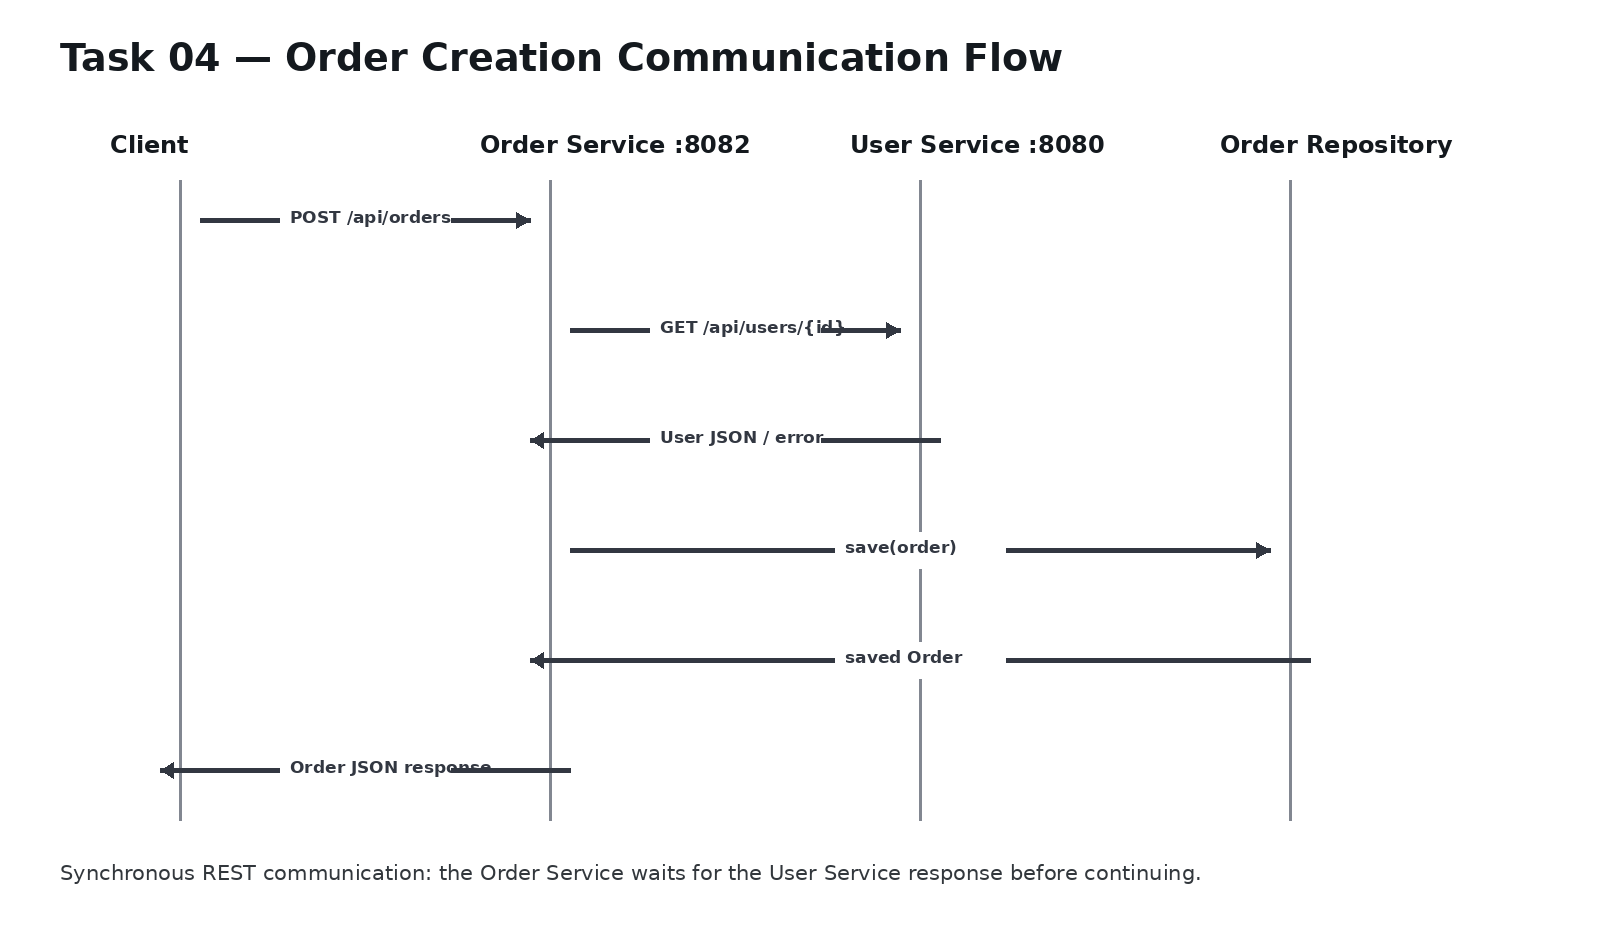 Task 04 — Order Creation Communication Flow
Client
Order Service :8082
User Service :8080
Order Repository
POST /api/orders
GET /api/users/{id}
User JSON / error
save(order)
saved Order
Order JSON response
Synchronous REST communication: the Order Service waits for the User Service response before continuing.